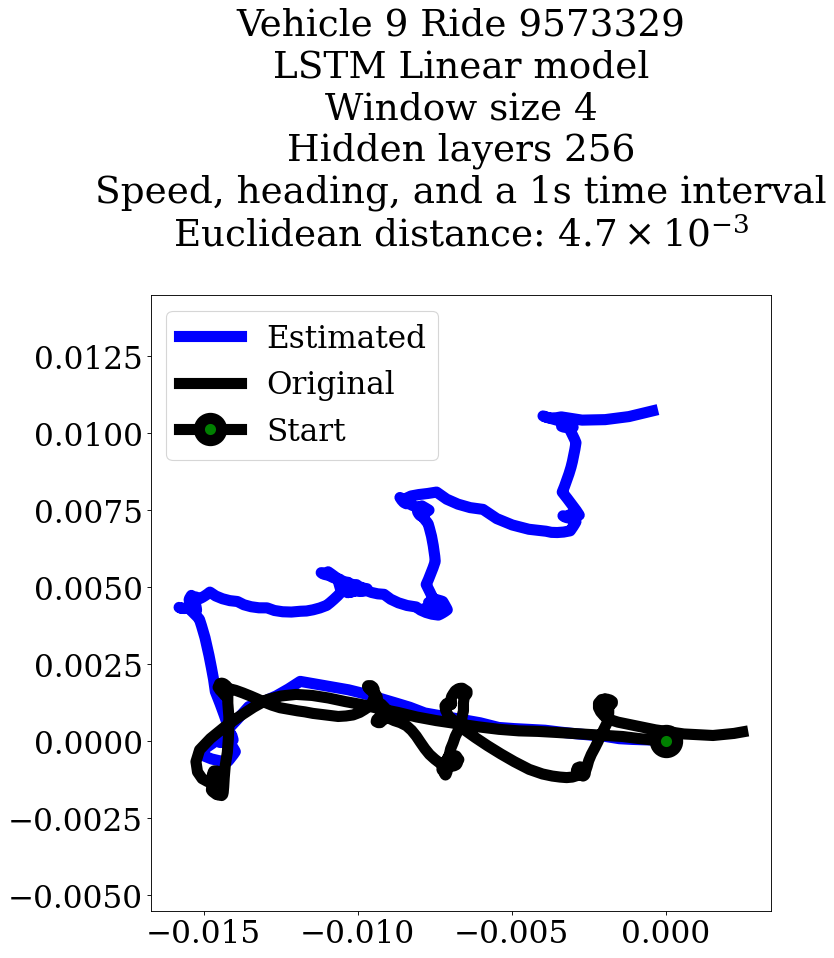 Vehicle 9 Ride 9573329
LSTM Linear model
Window size 4
Hidden layers 256
Speed, heading, and a 1s time interval
Euclidean distance: 4.7 × 10⁻³
Estimated
Original
Start
0.0125
0.0100
0.0075
0.0050
0.0025
0.0000
−0.0025
−0.0050
−0.015 −0.010 −0.005 0.000